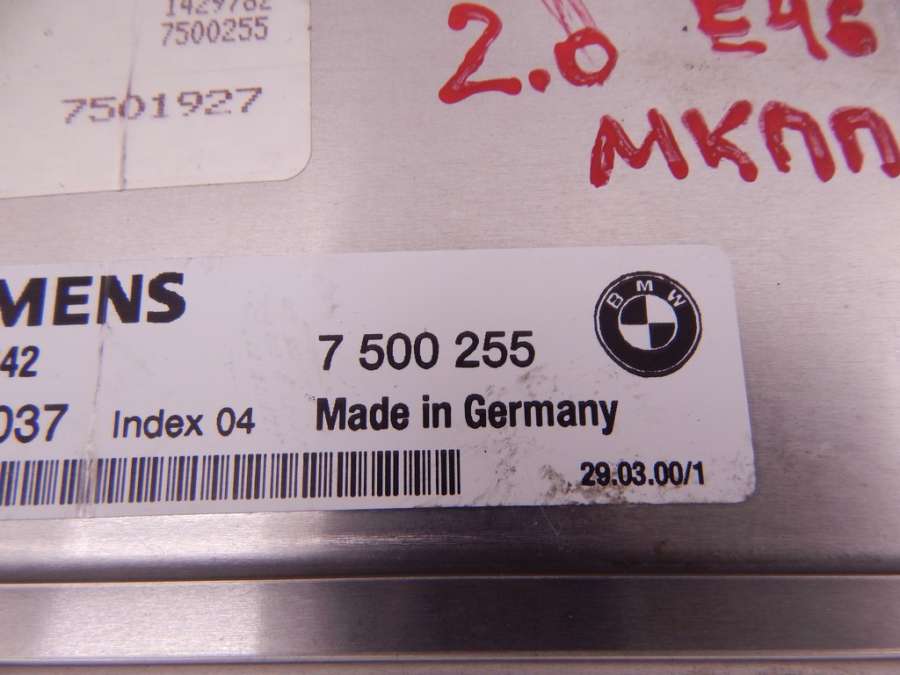 1429782
7500255
7501927
2.0 E46
МКПП
MENS
42
7 500 255
BMW
037 Index 04 Made in Germany
29.03.00/1